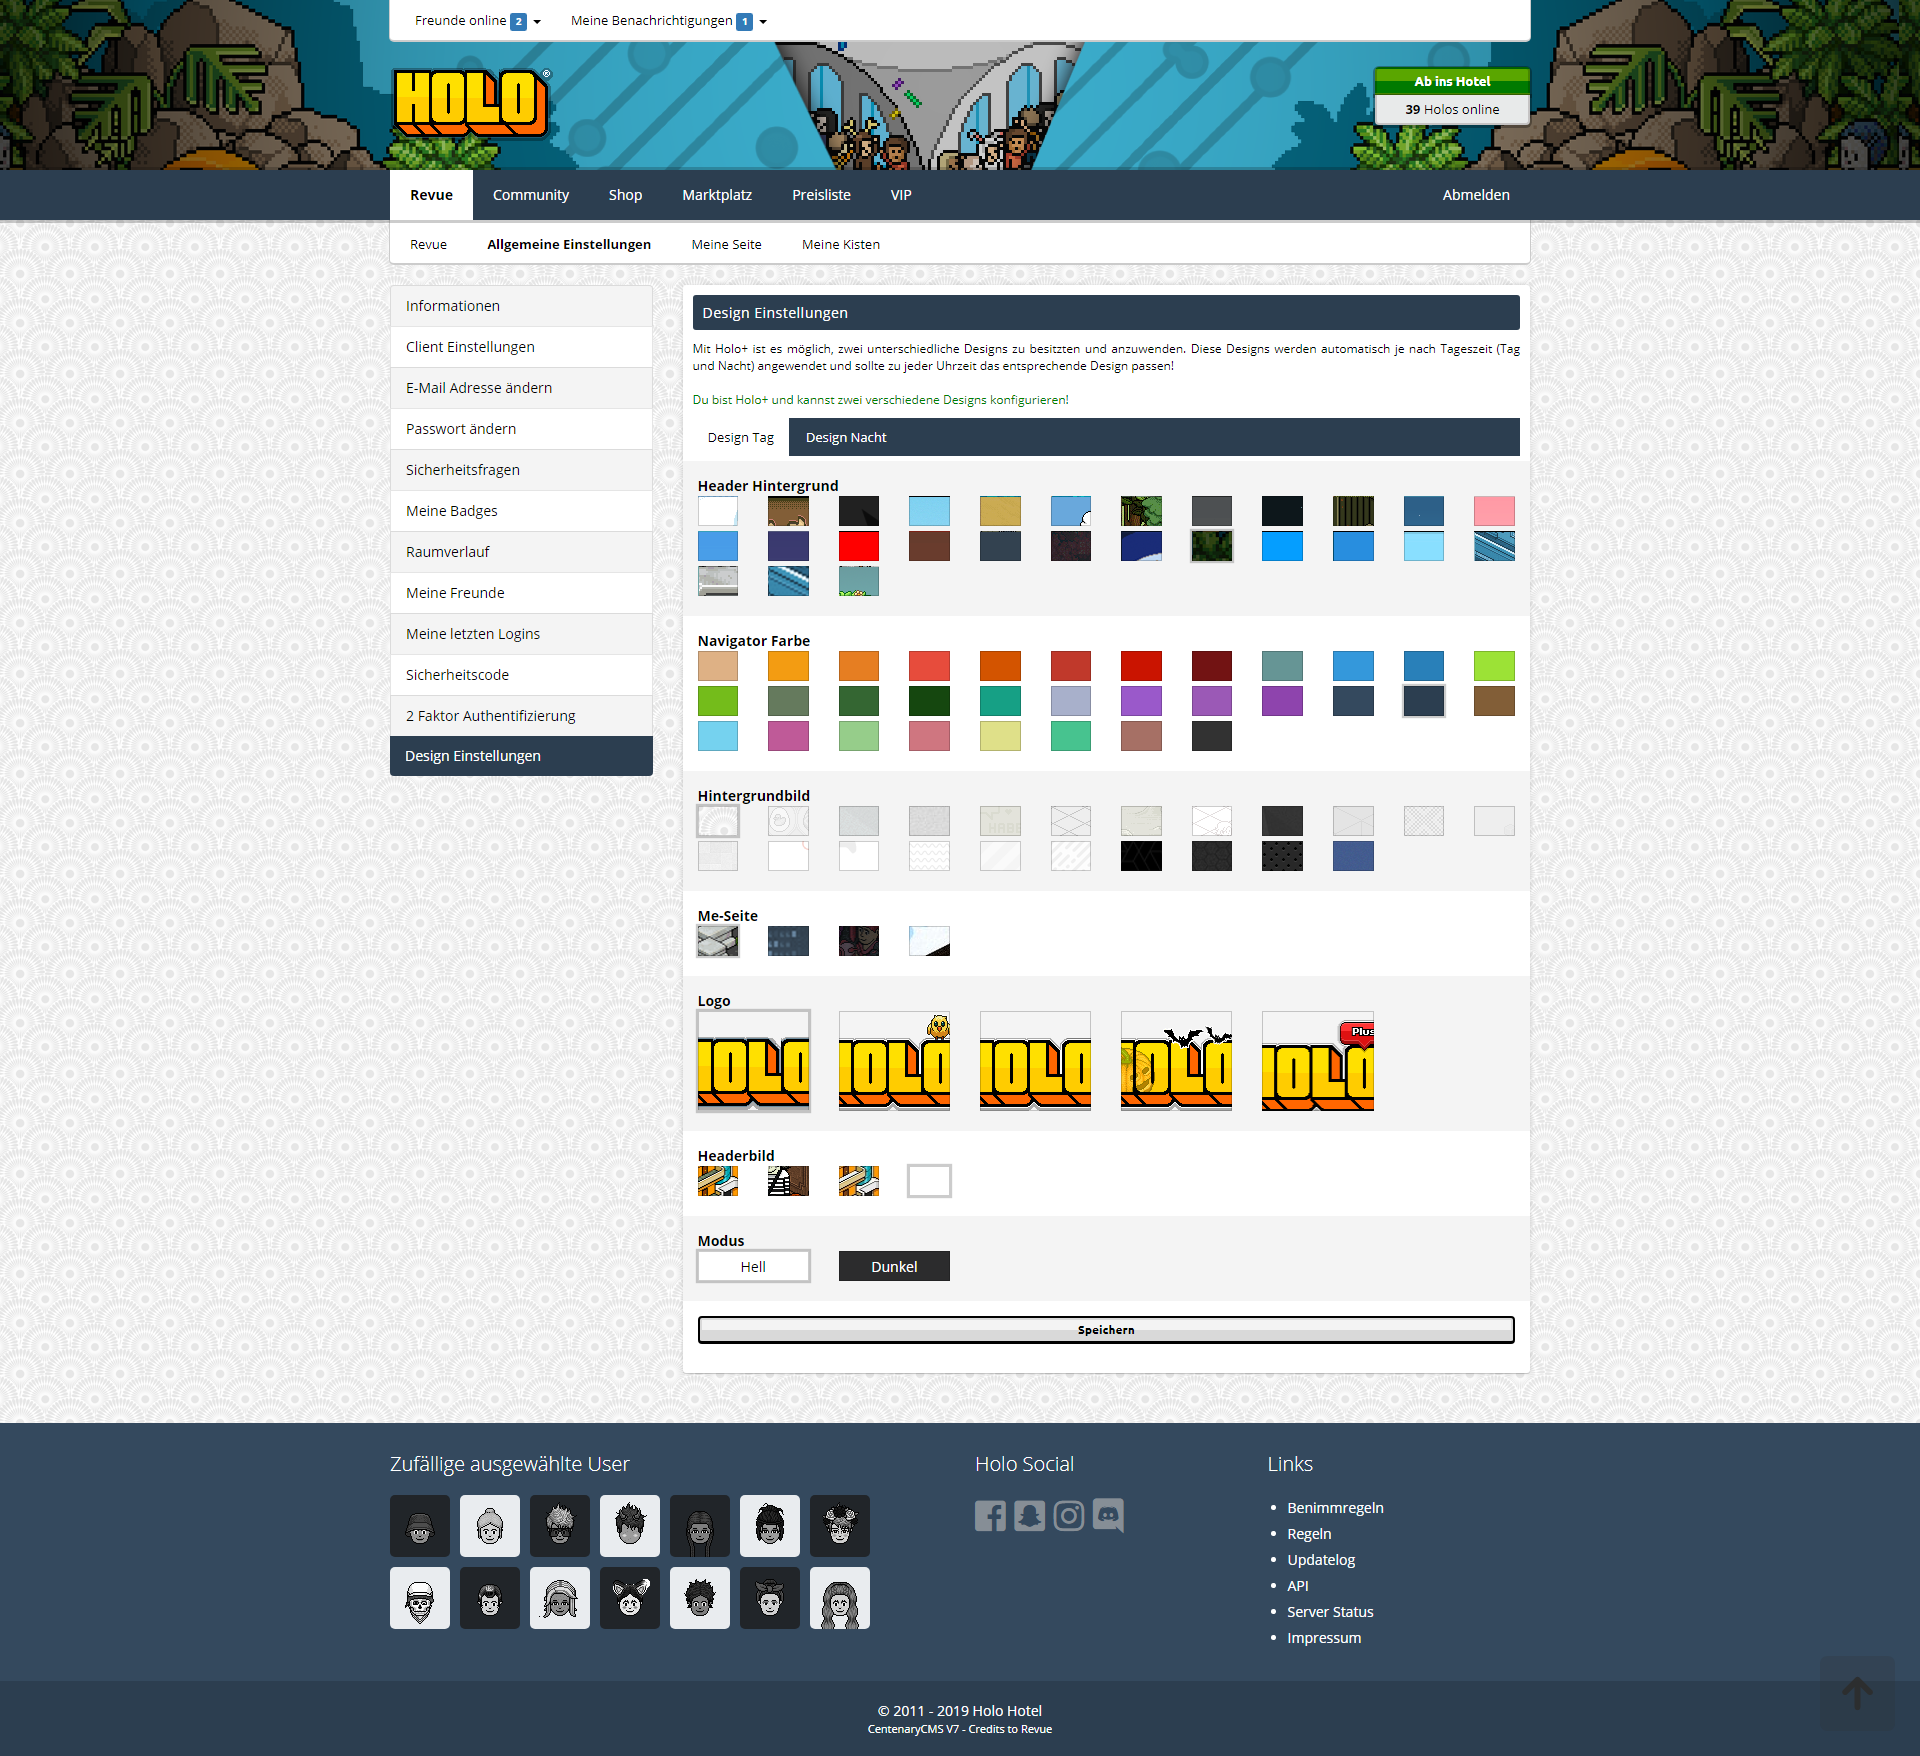 Freunde online 2
Meine Benachrichtigungen 1
HOLO®
Ab ins Hotel
39 Holos online
Revue
Community
Shop
Marktplatz
Preisliste
VIP
Abmelden
Revue
Allgemeine Einstellungen
Meine Seite
Meine Kisten
Informationen
Client Einstellungen
E-Mail Adresse ändern
Passwort ändern
Sicherheitsfragen
Meine Badges
Raumverlauf
Meine Freunde
Meine letzten Logins
Sicherheitscode
2 Faktor Authentifizierung
Design Einstellungen
Design Einstellungen
Mit Holo+ ist es möglich, zwei unterschiedliche Designs zu besitzten und anzuwenden. Diese Designs werden automatisch je nach Tageszeit (Tag
und Nacht) angewendet und sollte zu jeder Uhrzeit das entsprechende Design passen!
Du bist Holo+ und kannst zwei verschiedene Designs konfigurieren!
Design Tag
Design Nacht
Header Hintergrund
Navigator Farbe
Hintergrundbild
HABB
Me-Seite
Logo
HOLO
HOLO
HOLO
HOLO
HOLO
Plus
Headerbild
Modus
Hell
Dunkel
Speichern
Zufällige ausgewählte User
Holo Social
Links
Benimmregeln
Regeln
Updatelog
API
Server Status
Impressum
© 2011 - 2019 Holo Hotel
CentenaryCMS V7 - Credits to Revue